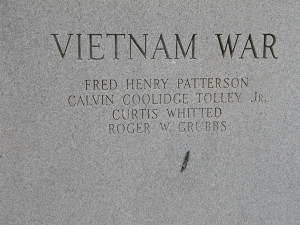 VIETNAM WAR
FRED HENRY PATTERSON
CALVIN COOLIDGE TOLLEY Jr.
CURTIS WHITTED
ROGER W. GRUBBS